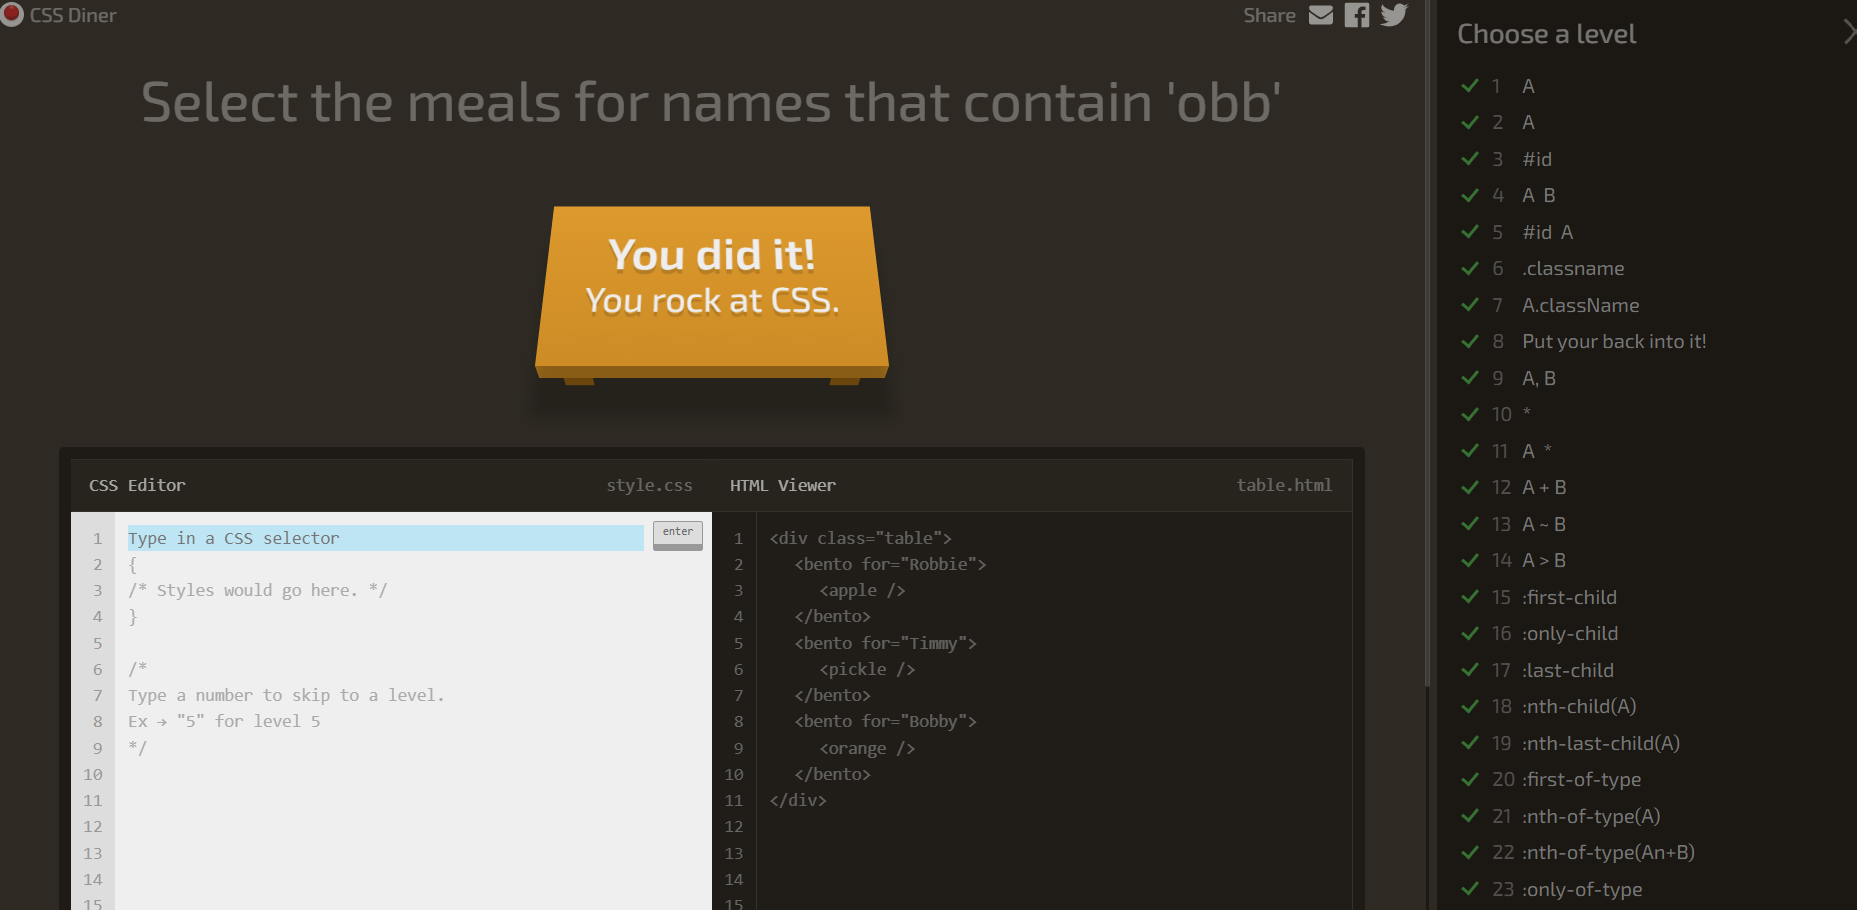 CSS Diner
Share
Select the meals for names that contain 'obb'
You did it!
You rock at CSS.
CSS Editor style.css
1 Type in a CSS selector enter
2 {
3 /* Styles would go here. */
4 }
5
6 /*
7 Type a number to skip to a level.
8 Ex → "5" for level 5
9 */
10
11
12
13
14
15
HTML Viewer table.html
1 <div class="table">
2 <bento for="Robbie">
3 <apple />
4 </bento>
5 <bento for="Timmy">
6 <pickle />
7 </bento>
8 <bento for="Bobby">
9 <orange />
10 </bento>
11 </div>
12
13
14
15
Choose a level
1 A
2 A
3 #id
4 A B
5 #id A
6 .classname
7 A.className
8 Put your back into it!
9 A, B
10 *
11 A *
12 A + B
13 A ~ B
14 A > B
15 :first-child
16 :only-child
17 :last-child
18 :nth-child(A)
19 :nth-last-child(A)
20 :first-of-type
21 :nth-of-type(A)
22 :nth-of-type(An+B)
23 :only-of-type